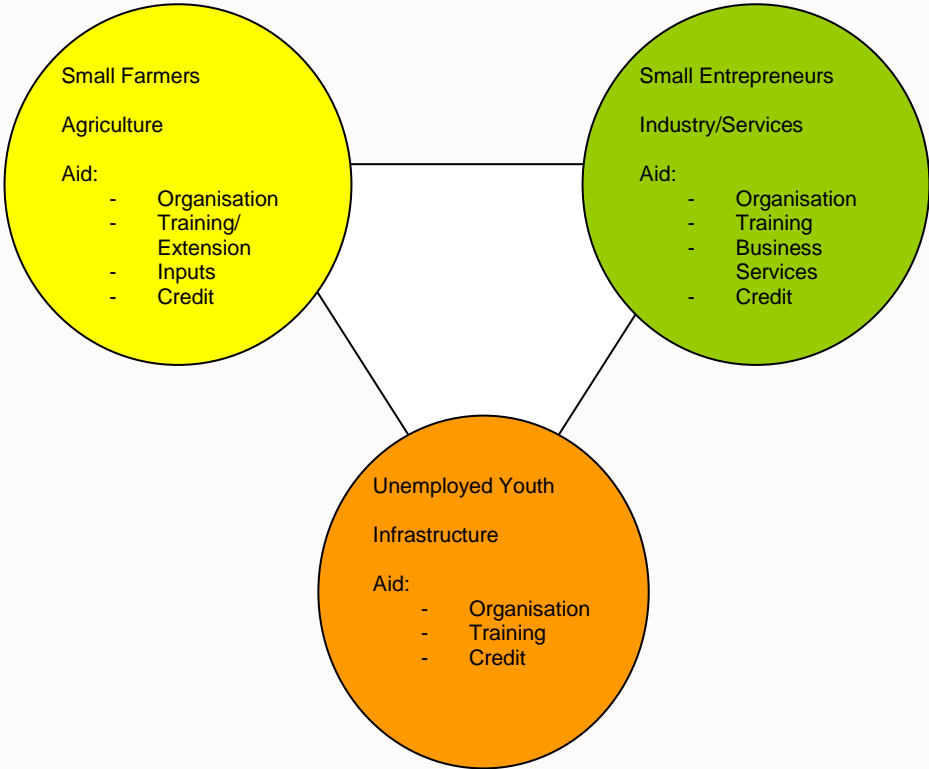 Small Farmers
Agriculture
Aid:
- Organisation
- Training/
Extension
- Inputs
- Credit
Small Entrepreneurs
Industry/Services
Aid:
- Organisation
- Training
- Business
Services
- Credit
Unemployed Youth
Infrastructure
Aid:
- Organisation
- Training
- Credit